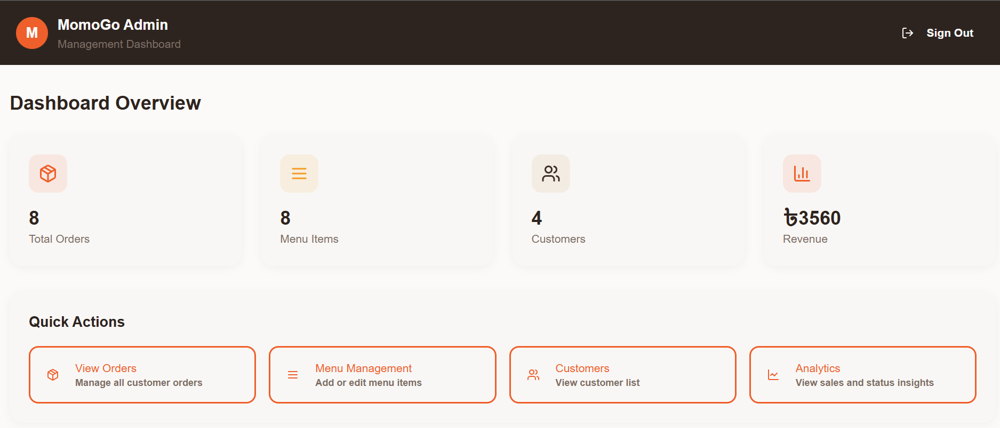 M
MomoGo Admin
Management Dashboard
Sign Out
Dashboard Overview
8
Total Orders
8
Menu Items
4
Customers
৳3560
Revenue
Quick Actions
View Orders
Manage all customer orders
Menu Management
Add or edit menu items
Customers
View customer list
Analytics
View sales and status insights